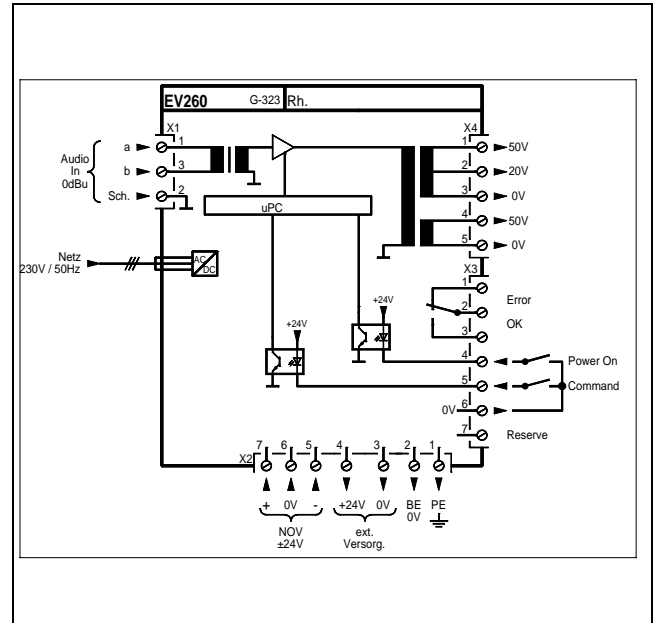 EV260 G-323 Rh.
X1
a 1
b 3
Sch. 2
Audio
In
0dBu
Netz
230V / 50Hz
AC
DC
uPC
+24V
+24V
X4
1 50V
2 20V
3 0V
4 50V
5 0V
X3
1
2
3
Error
OK
4 Power On
5 Command
0V 6
7 Reserve
X2
7 6 5 4 3 2 1
+ 0V - +24V 0V BE PE
0V
NOV
±24V
ext.
Versorg.